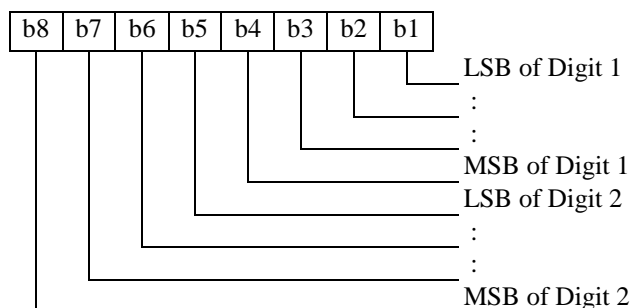 b8 b7 b6 b5 b4 b3 b2 b1
LSB of Digit 1
:
:
MSB of Digit 1
LSB of Digit 2
:
:
MSB of Digit 2